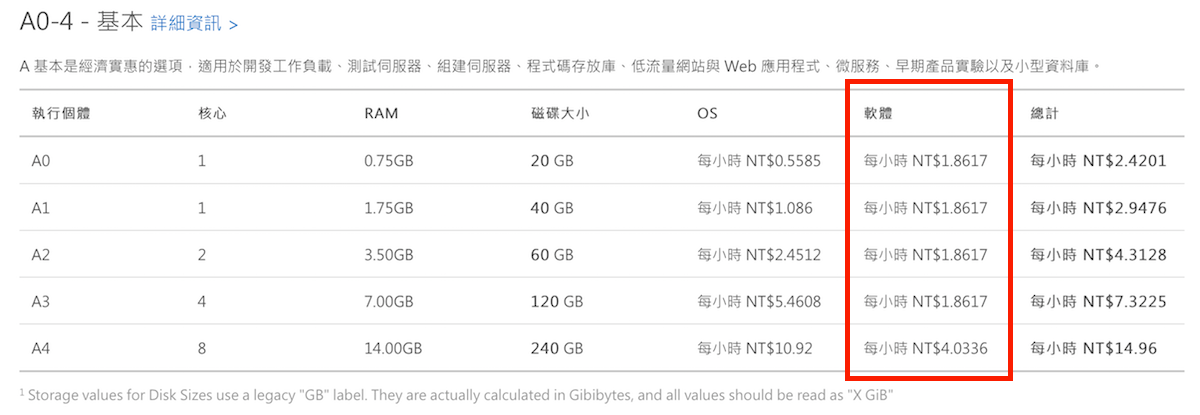 A0-4 - 基本 詳細資訊 >
A 基本是經濟實惠的選項，適用於開發工作負載、測試伺服器、組建伺服器、程式碼存放庫、低流量網站與 Web 應用程式、微服務、早期產品實驗以及小型資料庫。
執行個體 核心 RAM 磁碟大小 OS 軟體 總計
A0 1 0.75GB 20 GB 每小時 NT$0.5585 每小時 NT$1.8617 每小時 NT$2.4201
A1 1 1.75GB 40 GB 每小時 NT$1.086 每小時 NT$1.8617 每小時 NT$2.9476
A2 2 3.50GB 60 GB 每小時 NT$2.4512 每小時 NT$1.8617 每小時 NT$4.3128
A3 4 7.00GB 120 GB 每小時 NT$5.4608 每小時 NT$1.8617 每小時 NT$7.3225
A4 8 14.00GB 240 GB 每小時 NT$10.92 每小時 NT$4.0336 每小時 NT$14.96
1 Storage values for Disk Sizes use a legacy "GB" label. They are actually calculated in Gibibytes, and all values should be read as "X GiB"